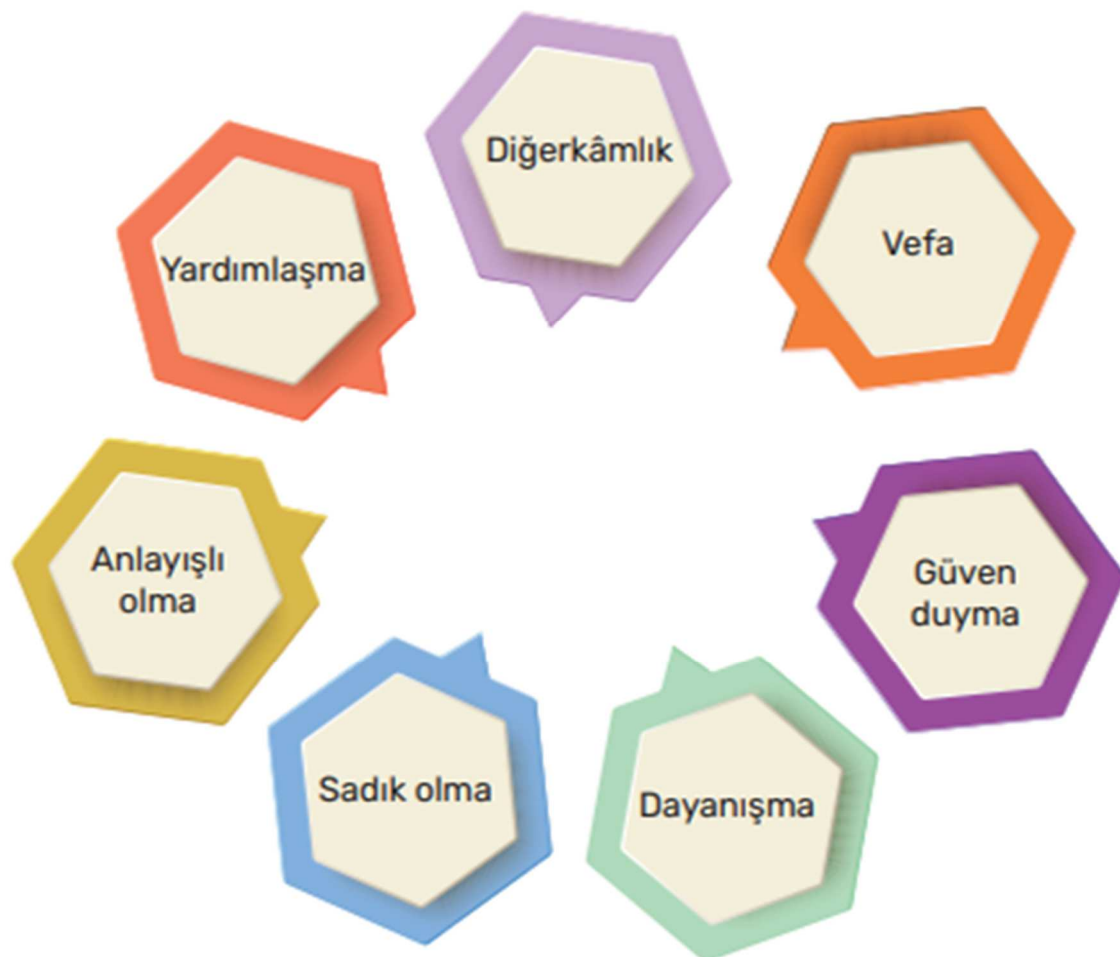 Diğerkâmlık
Vefa
Yardımlaşma
Anlayışlı
olma
Güven
duyma
Sadık olma
Dayanışma